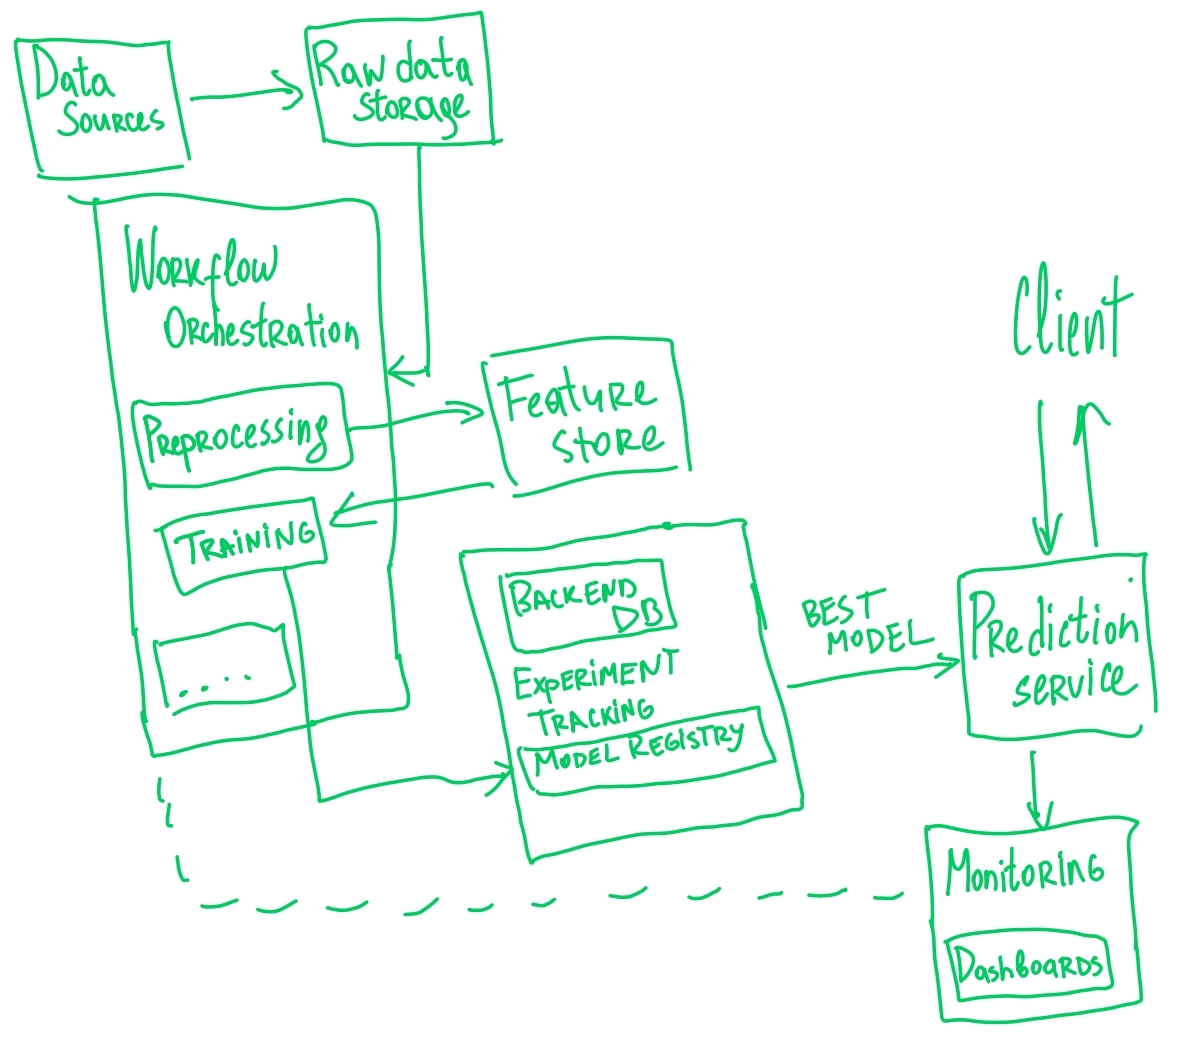 Data
Sources
Raw data
storage
Workflow
Orchestration
Preprocessing
Training
....
Feature
store
Backend
DB
Experiment
Tracking
Model Registry
Best
Model
Client
Prediction
service
Monitoring
Dashboards